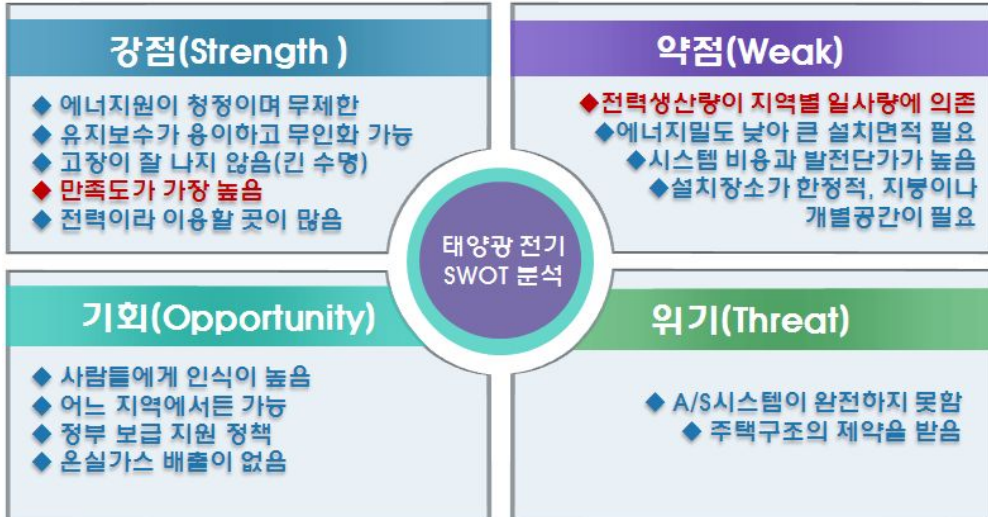 강점(Strength )
◆ 에너지원이 청정이며 무제한
◆ 유지보수가 용이하고 무인화 가능
◆ 고장이 잘 나지 않음(긴 수명)
◆ 만족도가 가장 높음
◆ 전력이라 이용할 곳이 많음
약점(Weak)
◆전력생산량이 지역별 일사량에 의존
◆에너지밀도 낮아 큰 설치면적 필요
◆시스템 비용과 발전단가가 높음
◆설치장소가 한정적, 지붕이나
개별공간이 필요
태양광 전기
SWOT 분석
기회(Opportunity)
◆ 사람들에게 인식이 높음
◆ 어느 지역에서든 가능
◆ 정부 보급 지원 정책
◆ 온실가스 배출이 없음
위기(Threat)
◆ A/S시스템이 완전하지 못함
◆ 주택구조의 제약을 받음